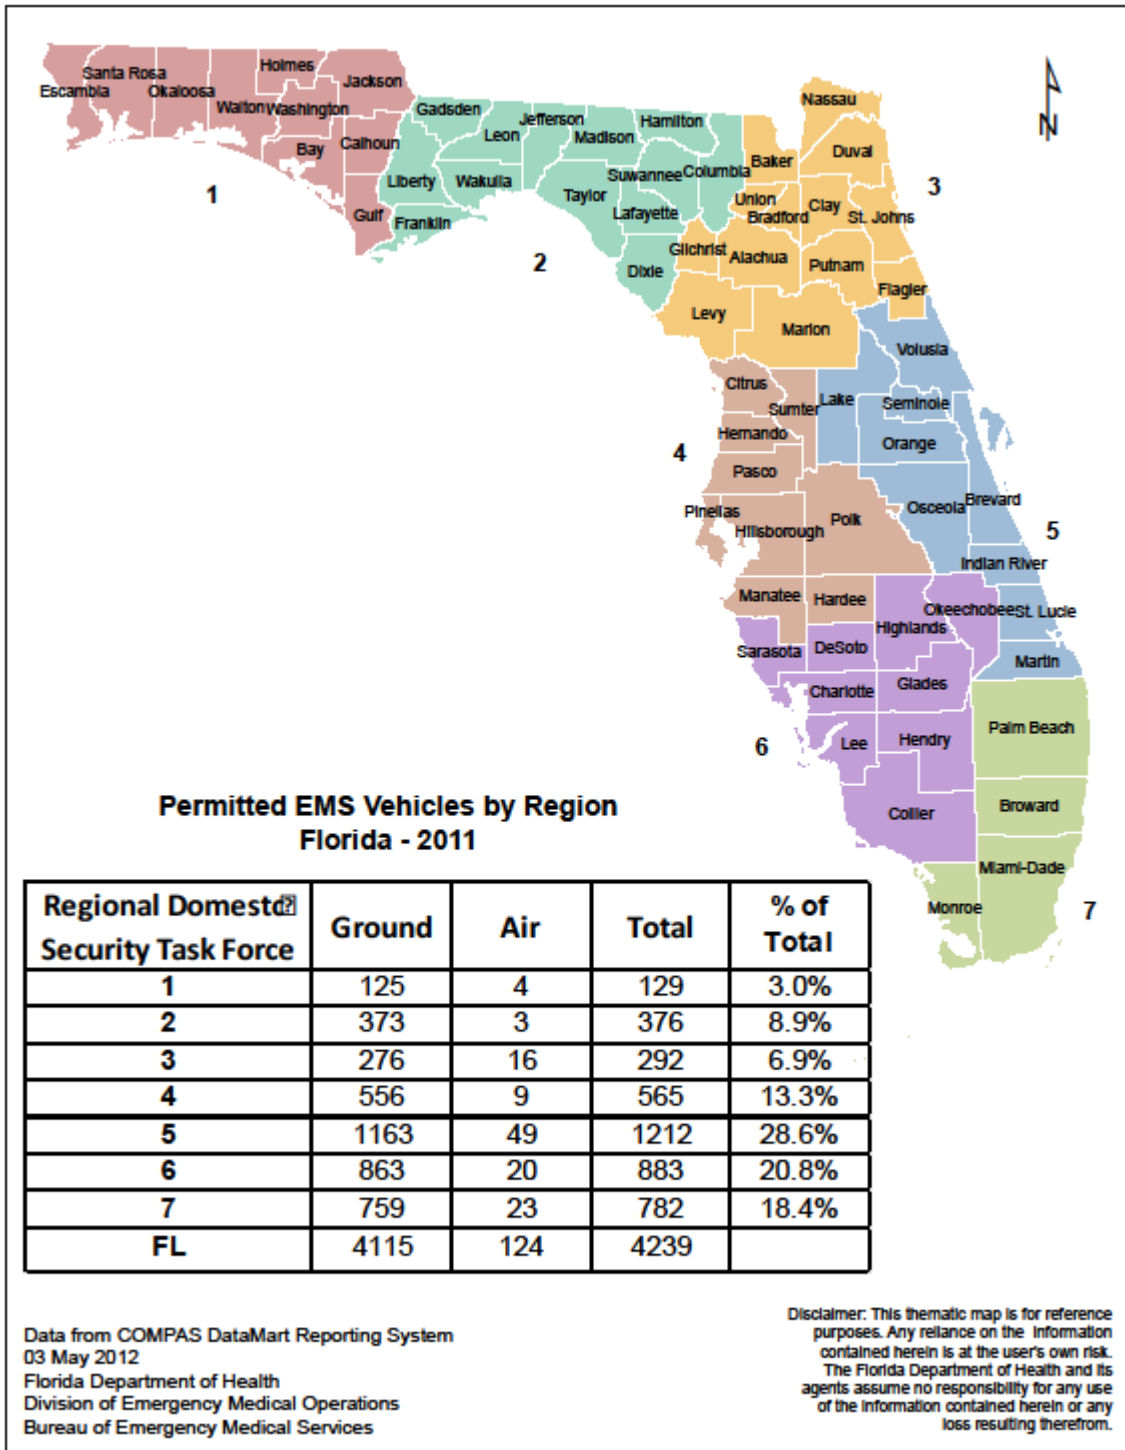 Holmes
Santa Rosa
Jackson
Escambia
Okaloosa
Walton
Washington
Bay
Calhoun
Gulf
1
Gadsden
Jefferson
Hamilton
Leon
Madison
Liberty
Wakulla
Suwannee
Columbia
Taylor
Lafayette
Franklin
Dixie
2
N
Nassau
Baker
Duval
3
Union
Bradford
Clay
St. Johns
Gilchrist
Alachua
Putnam
Flagler
Levy
Marion
Volusia
Citrus
Sumter
Lake
Seminole
Hernando
Orange
4
Pasco
Pinellas
Hillsborough
Polk
Osceola
Brevard
5
Indian River
Manatee
Hardee
Okeechobee
St. Lucie
Highlands
Sarasota
DeSoto
Martin
Charlotte
Glades
6
Lee
Hendry
Palm Beach
Collier
Broward
Miami-Dade
Monroe
7
Permitted EMS Vehicles by Region
Florida - 2011
Regional Domestc
Security Task Force
Ground
Air
Total
% of
Total
1 125 4 129 3.0%
2 373 3 376 8.9%
3 276 16 292 6.9%
4 556 9 565 13.3%
5 1163 49 1212 28.6%
6 863 20 883 20.8%
7 759 23 782 18.4%
FL 4115 124 4239
Data from COMPAS DataMart Reporting System
03 May 2012
Florida Department of Health
Division of Emergency Medical Operations
Bureau of Emergency Medical Services
Disclaimer: This thematic map is for reference
purposes. Any reliance on the information
contained herein is at the user's own risk.
The Florida Department of Health and its
agents assume no responsibility for any use
of the information contained herein or any
loss resulting therefrom.